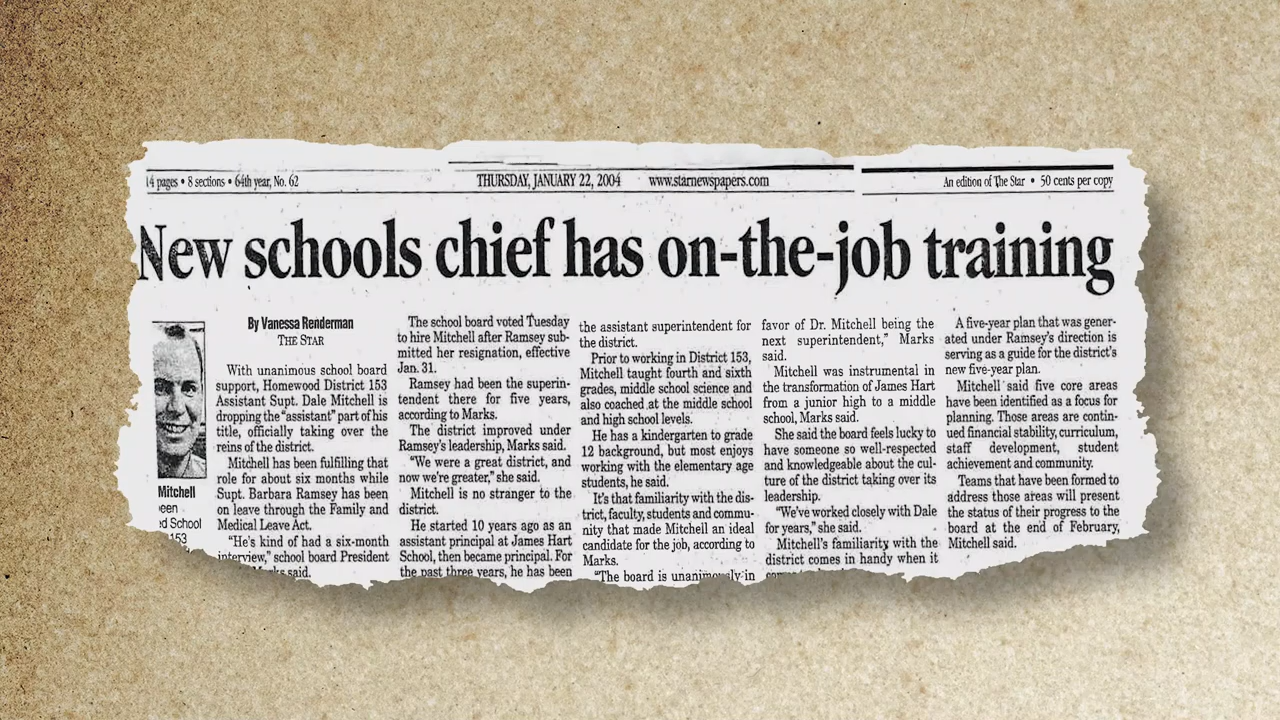 14 pages • 8 sections • 64th year, No. 62
THURSDAY, JANUARY 22, 2004
www.starnewspapers.com
An edition of The Star • 50 cents per copy
New schools chief has on-the-job training
Mitchell
een
ed School
153
By Vanessa Renderman
THE STAR
With unanimous school board
support, Homewood District 153
Assistant Supt. Dale Mitchell is
dropping the “assistant” part of his
title, officially taking over the
reins of the district.
Mitchell has been fulfilling that
role for about six months while
Supt. Barbara Ramsey has been
on leave through the Family and
Medical Leave Act.
“He’s kind of had a six-month
interview,” school board President
Marks said.
The school board voted Tuesday
to hire Mitchell after Ramsey sub-
mitted her resignation, effective
Jan. 31.
Ramsey had been the superin-
tendent there for five years,
according to Marks.
The district improved under
Ramsey’s leadership, Marks said.
“We were a great district, and
now we’re greater,” she said.
Mitchell is no stranger to the
district.
He started 10 years ago as an
assistant principal at James Hart
School, then became principal. For
the past three years, he has been
the assistant superintendent for
the district.
Prior to working in District 153,
Mitchell taught fourth and sixth
grades, middle school science and
also coached at the middle school
and high school levels.
He has a kindergarten to grade
12 background, but most enjoys
working with the elementary age
students, he said.
It’s that familiarity with the dis-
trict, faculty, students and commu-
nity that made Mitchell an ideal
candidate for the job, according to
Marks.
“The board is unanimously in
favor of Dr. Mitchell being the
next superintendent,” Marks
said.
Mitchell was instrumental in
the transformation of James Hart
from a junior high to a middle
school, Marks said.
She said the board feels lucky to
have someone so well-respected
and knowledgeable about the cul-
ture of the district taking over its
leadership.
“We’ve worked closely with Dale
for years,” she said.
Mitchell’s familiarity with the
district comes in handy when it
A five-year plan that was gener-
ated under Ramsey’s direction is
serving as a guide for the district’s
new five-year plan.
Mitchell said five core areas
have been identified as a focus for
planning. Those areas are contin-
ued financial stability, curriculum,
staff development, student
achievement and community.
Teams that have been formed to
address those areas will present
the status of their progress to the
board at the end of February,
Mitchell said.